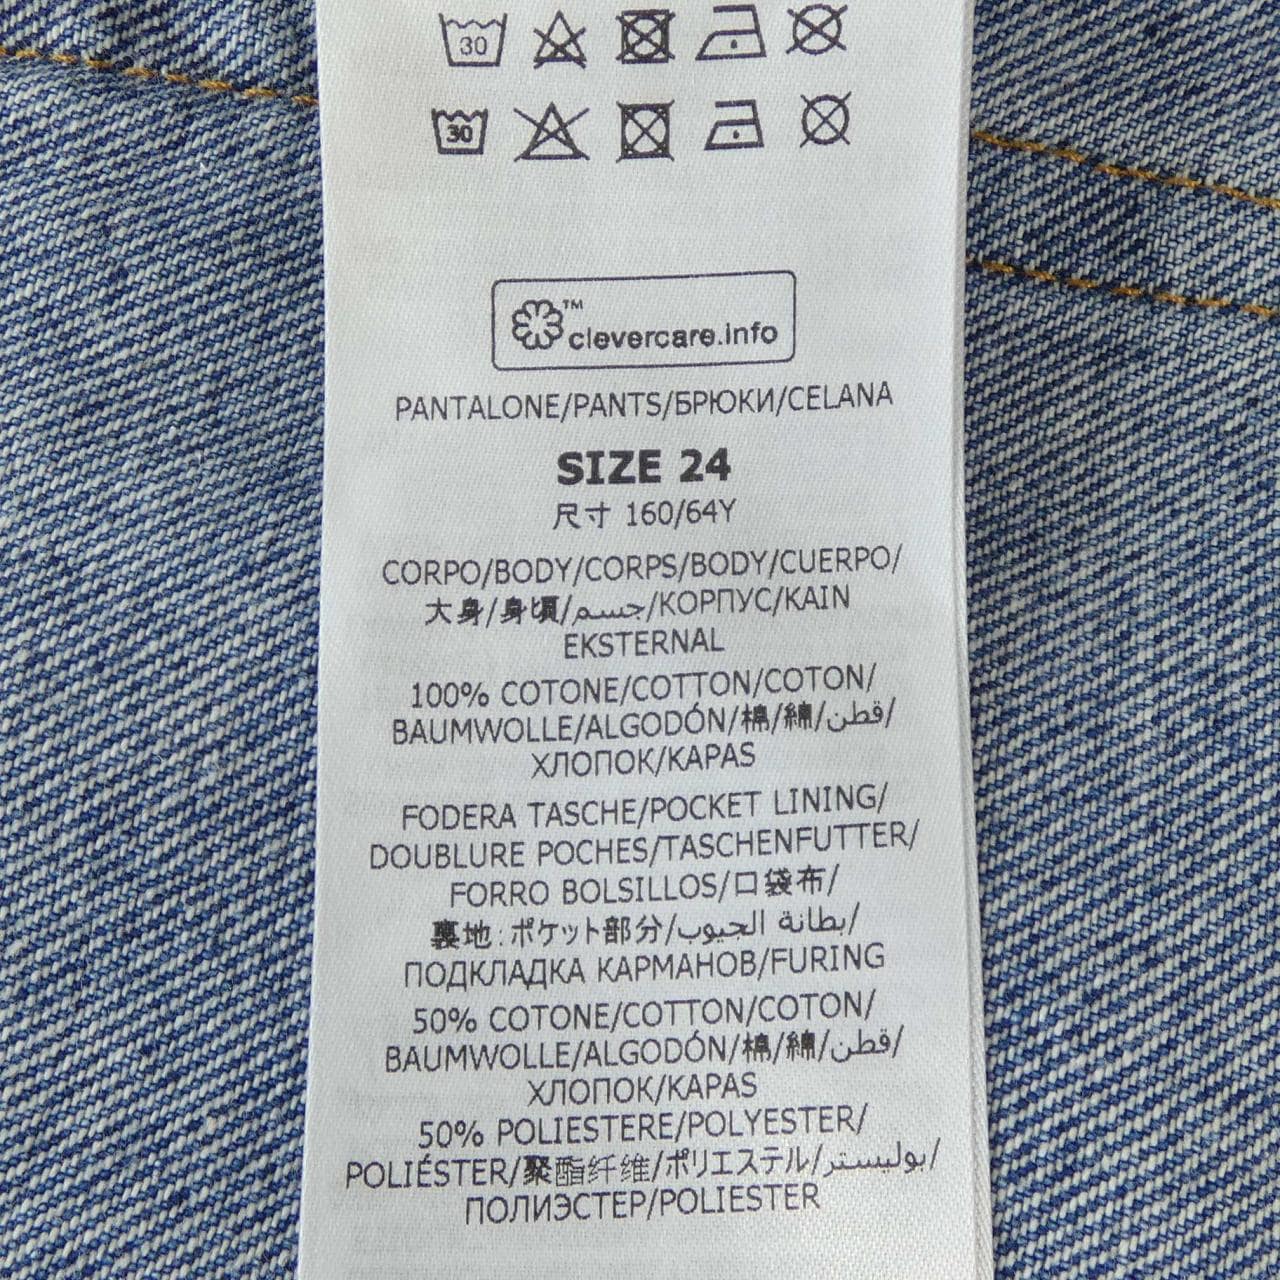 30
30
™
clevercare.info
PANTALONE/PANTS/БРЮКИ/CELANA
SIZE 24
尺寸 160/64Y
CORPO/BODY/CORPS/BODY/CUERPO/
大身/身頃/جسم/КОРПУС/KAIN
EKSTERNAL
100% COTONE/COTTON/COTON/
BAUMWOLLE/ALGODÓN/棉/綿/قطن/
ХЛОПОК/KAPAS
FODERA TASCHE/POCKET LINING/
DOUBLURE POCHES/TASCHENFUTTER/
FORRO BOLSILLOS/口袋布/
裏地:ポケット部分/بطانة الجيوب/
ПОДКЛАДКА КАРМАНОВ/FURING
50% COTONE/COTTON/COTON/
BAUMWOLLE/ALGODÓN/棉/綿/قطن/
ХЛОПОК/KAPAS
50% POLIESTERE/POLYESTER/
POLIÉSTER/聚酯纤维/ポリエステル/بوليستر/
ПОЛИЭСТЕР/POLIESTER